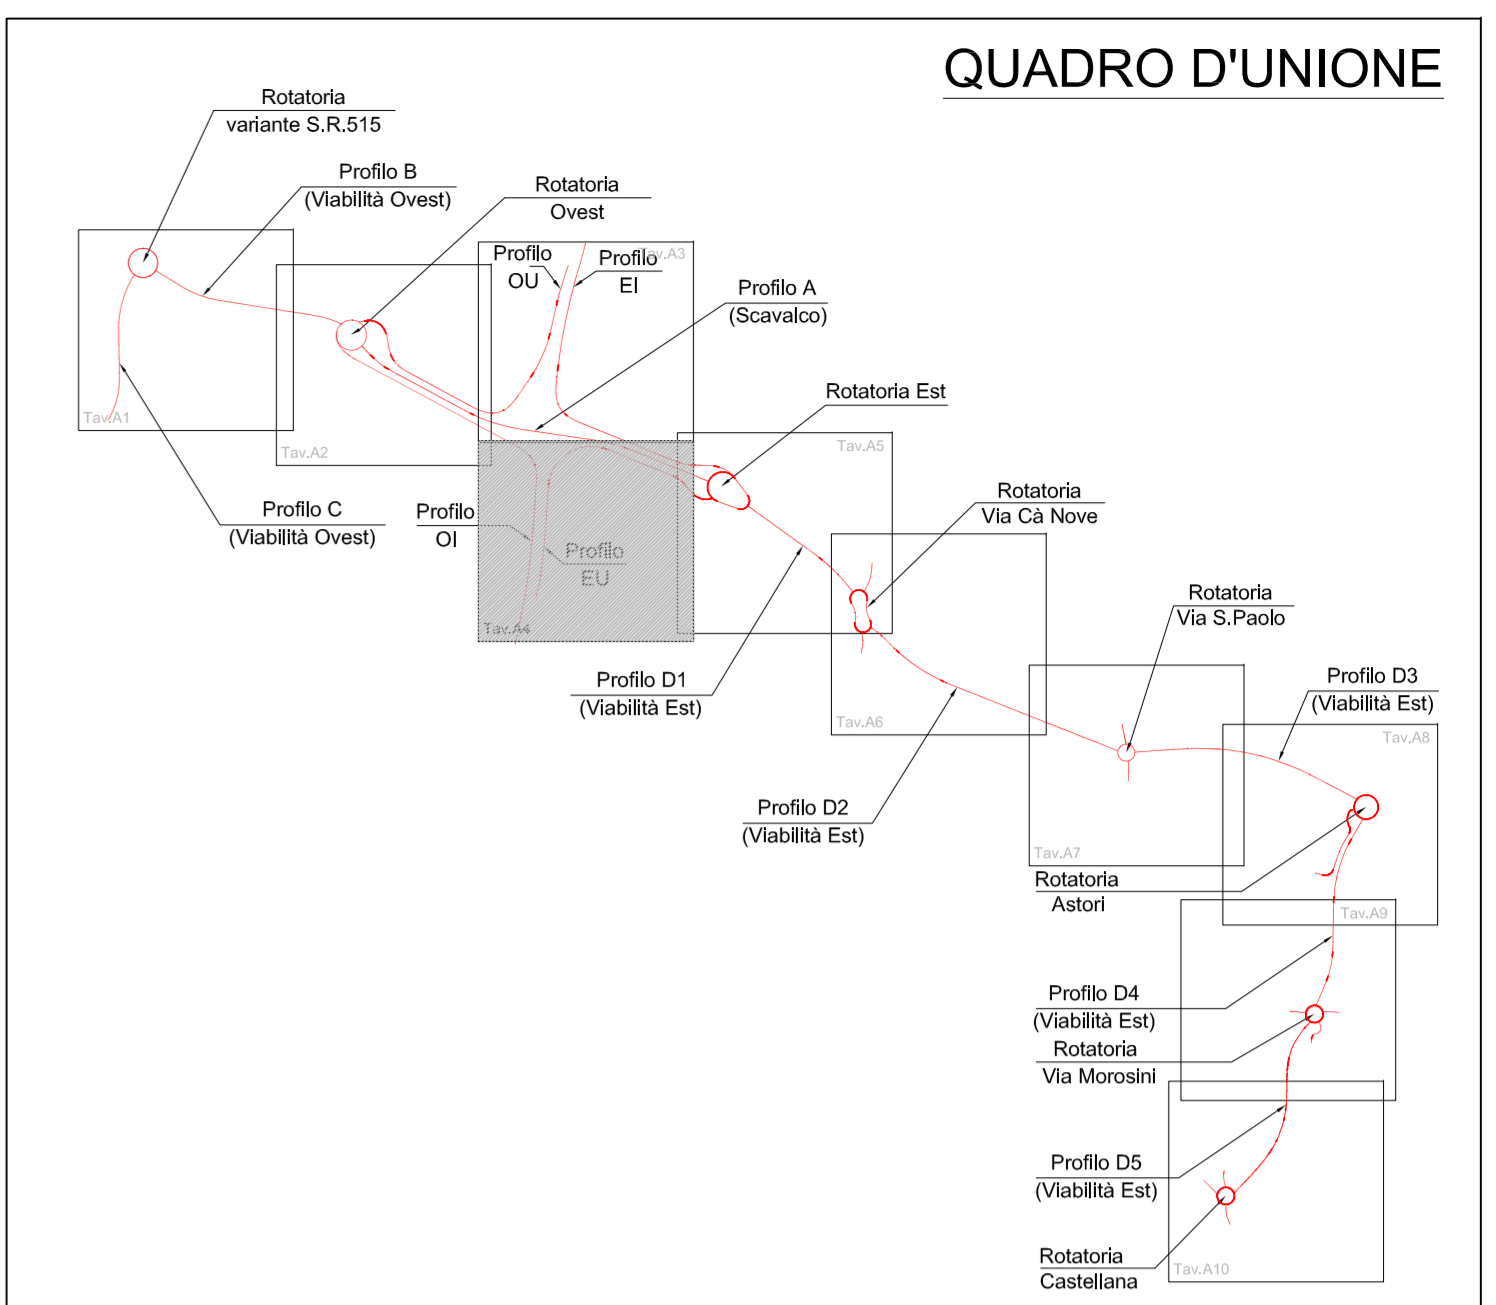 QUADRO D'UNIONE
Rotatoria
variante S.R.515
Profilo B
(Viabilità Ovest)
Rotatoria
Ovest
Profilo
OU
Tav.A3
Profilo
EI
Profilo A
(Scavalco)
Rotatoria Est
Tav.A1
Tav.A2
Tav.A5
Profilo C
(Viabilità Ovest)
Profilo
OI
Profilo
EU
Tav.A4
Rotatoria
Via Cà Nove
Rotatoria
Via S.Paolo
Profilo D1
(Viabilità Est)
Tav.A6
Profilo D3
(Viabilità Est)
Tav.A8
Profilo D2
(Viabilità Est)
Tav.A7
Rotatoria
Astori
Tav.A9
Profilo D4
(Viabilità Est)
Rotatoria
Via Morosini
Profilo D5
(Viabilità Est)
Rotatoria
Castellana
Tav.A10